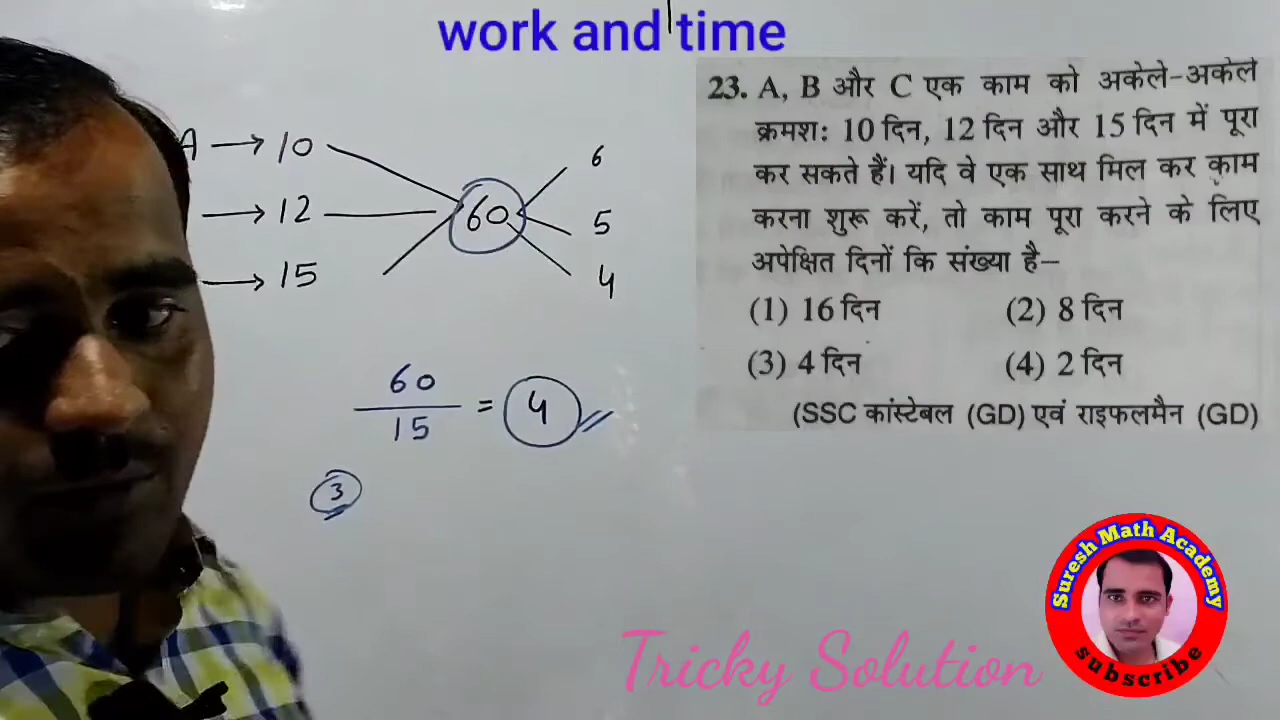 work and time
A → 10
→ 12
→ 15
60
6
5
4
60
15
= 4
3
23. A, B और C एक काम को अकेले-अकेले
क्रमश: 10 दिन, 12 दिन और 15 दिन में पूरा
कर सकते हैं। यदि वे एक साथ मिल कर काम
करना शुरू करें, तो काम पूरा करने के लिए
अपेक्षित दिनों कि संख्या है–
(1) 16 दिन (2) 8 दिन
(3) 4 दिन (4) 2 दिन
(SSC कांस्टेबल (GD) एवं राइफलमैन (GD)
Suresh Math Academy
subscribe
Tricky Solution